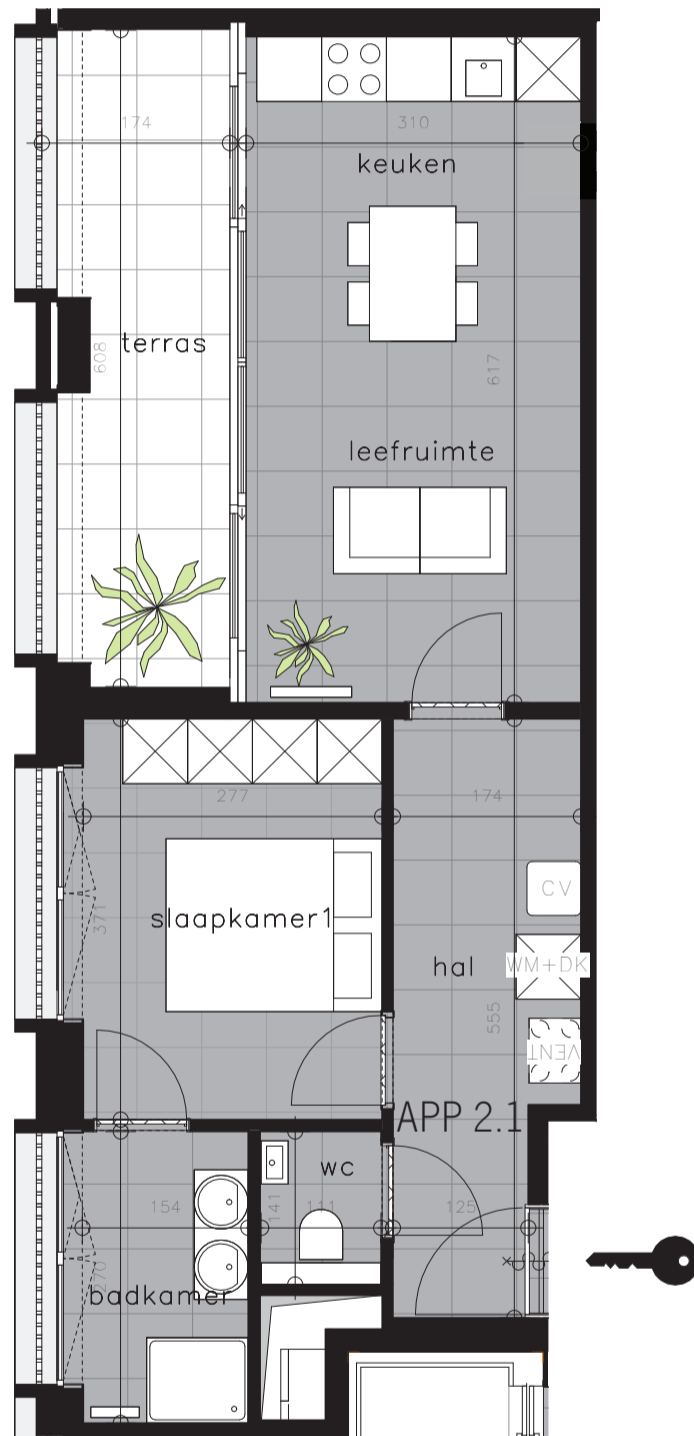 174
310
keuken
terras
608
617
leefruimte
277
174
CV
slaapkamer1
371
hal
WM+DK
555
VENT
APP 2.1
wc
154
141
111
125
270
badkamer